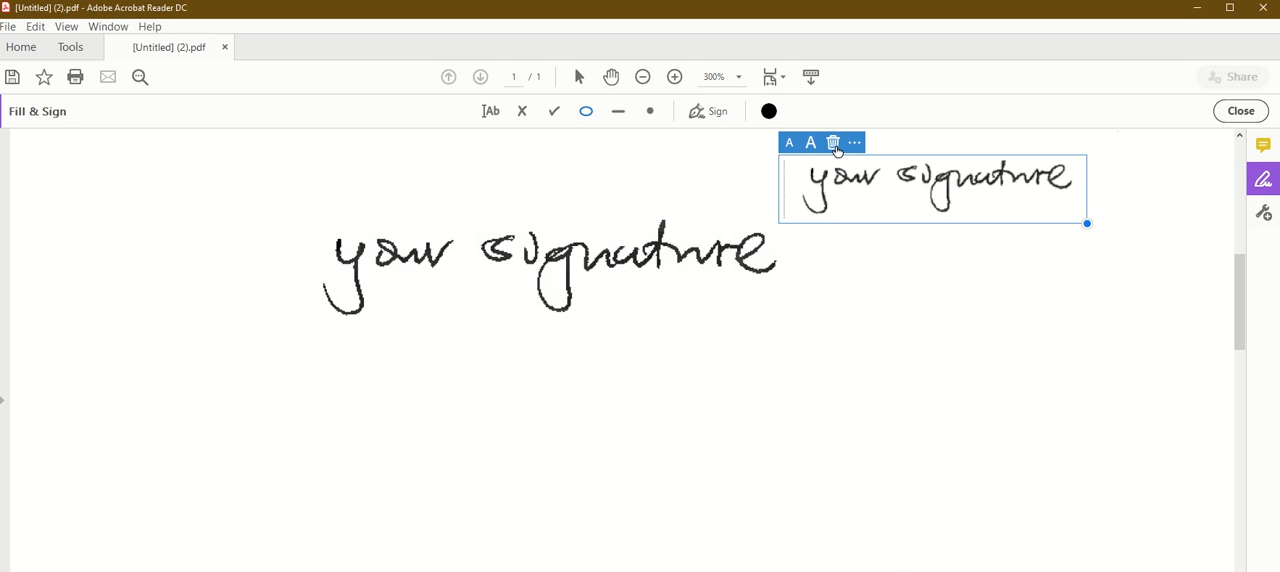 [Untitled] (2).pdf - Adobe Acrobat Reader DC
File Edit View Window Help
Home Tools [Untitled] (2).pdf ×
1 / 1 300% Share
Fill & Sign Ab Sign Close
A A
your signature
your signature